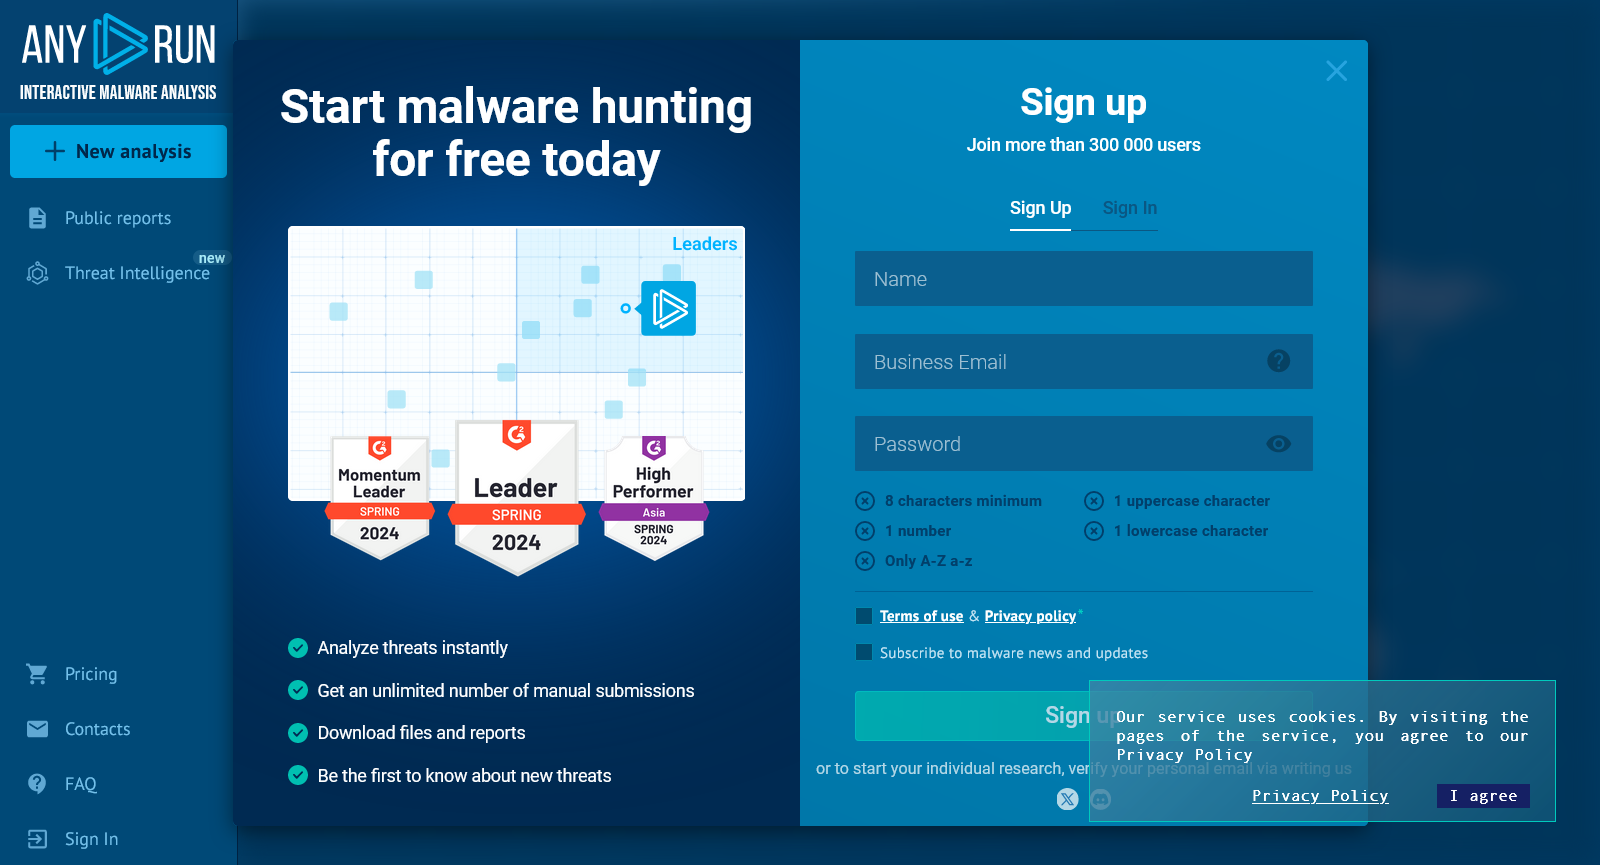 ANY RUN
INTERACTIVE MALWARE ANALYSIS
New analysis
Public reports
new
Threat Intelligence
Pricing
Contacts
FAQ
Sign In
Start malware hunting
for free today
Leaders
Momentum
Leader
SPRING
2024
Leader
SPRING
2024
High
Performer
Asia
SPRING
2024
Analyze threats instantly
Get an unlimited number of manual submissions
Download files and reports
Be the first to know about new threats
Sign up
Join more than 300 000 users
Sign Up Sign In
Name
Business Email
Password
8 characters minimum
1 uppercase character
1 number
1 lowercase character
Only A-Z a-z
Terms of use & Privacy policy*
Subscribe to malware news and updates
Sign up
or to start your individual research, verify your personal email via writing us
Our service uses cookies. By visiting the
pages of the service, you agree to our
Privacy Policy
Privacy Policy
I agree